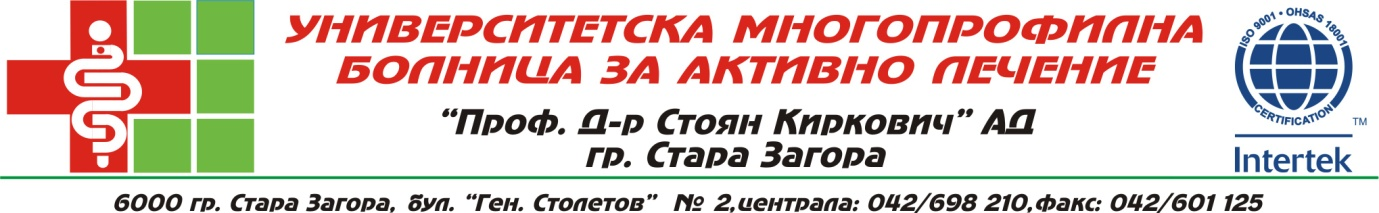 УНИВЕРСИТЕТСКА МНОГОПРОФИЛНА
БОЛНИЦА ЗА АКТИВНО ЛЕЧЕНИЕ
“Проф. Д-р Стоян Киркович” АД
гр. Стара Загора
ISO 9001 • OHSAS 18001
CERTIFICATION
TM
Intertek
6000 гр. Стара Загора, бул. “Ген. Столетов” № 2,централа: 042/698 210,факс: 042/601 125